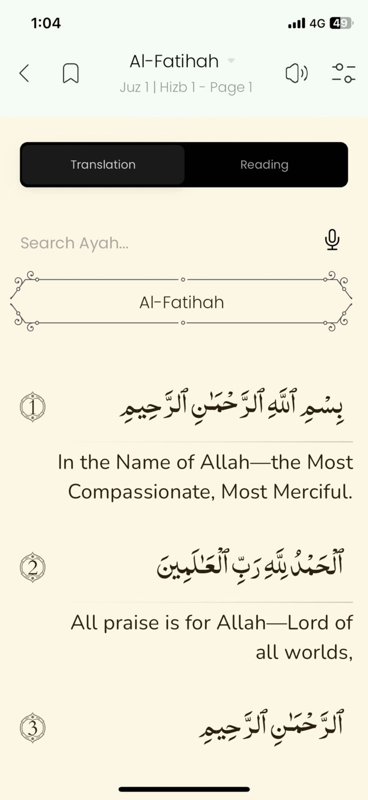 1:04 4G 49
Al-Fatihah
Juz 1 | Hizb 1 - Page 1
Translation Reading
Search Ayah...
Al-Fatihah
1 بِسْمِ ٱللَّهِ ٱلرَّحْمَـٰنِ ٱلرَّحِيمِ
In the Name of Allah—the Most
Compassionate, Most Merciful.
2 ٱلْحَمْدُ لِلَّهِ رَبِّ ٱلْعَـٰلَمِينَ
All praise is for Allah—Lord of
all worlds,
3 ٱلرَّحْمَـٰنِ ٱلرَّحِيمِ